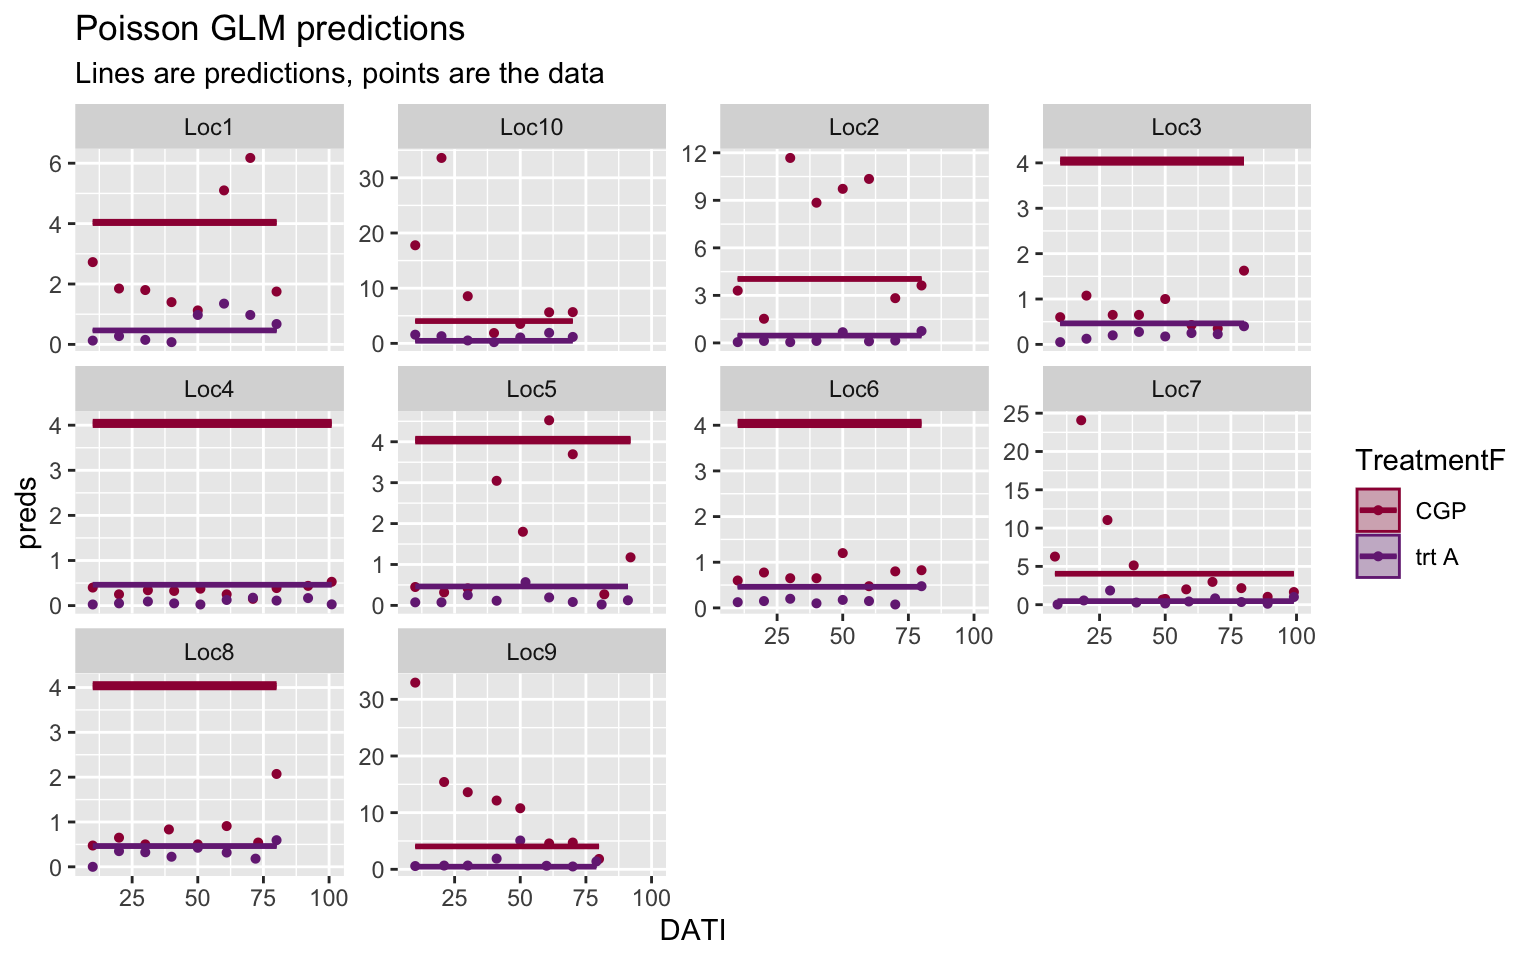 Poisson GLM predictions
Lines are predictions, points are the data
Loc1 Loc10 Loc2 Loc3
6 4 2 0
30 20 10 0
12 9 6 3 0
4 3 2 1 0
Loc4 Loc5 Loc6 Loc7
4 3 2 1 0
4 3 2 1 0
4 3 2 1 0
25 20 15 10 5 0
25 50 75 100
25 50 75 100
Loc8 Loc9
4 3 2 1 0
30 20 10 0
25 50 75 100
25 50 75 100
preds
DATI
TreatmentF
CGP
trt A